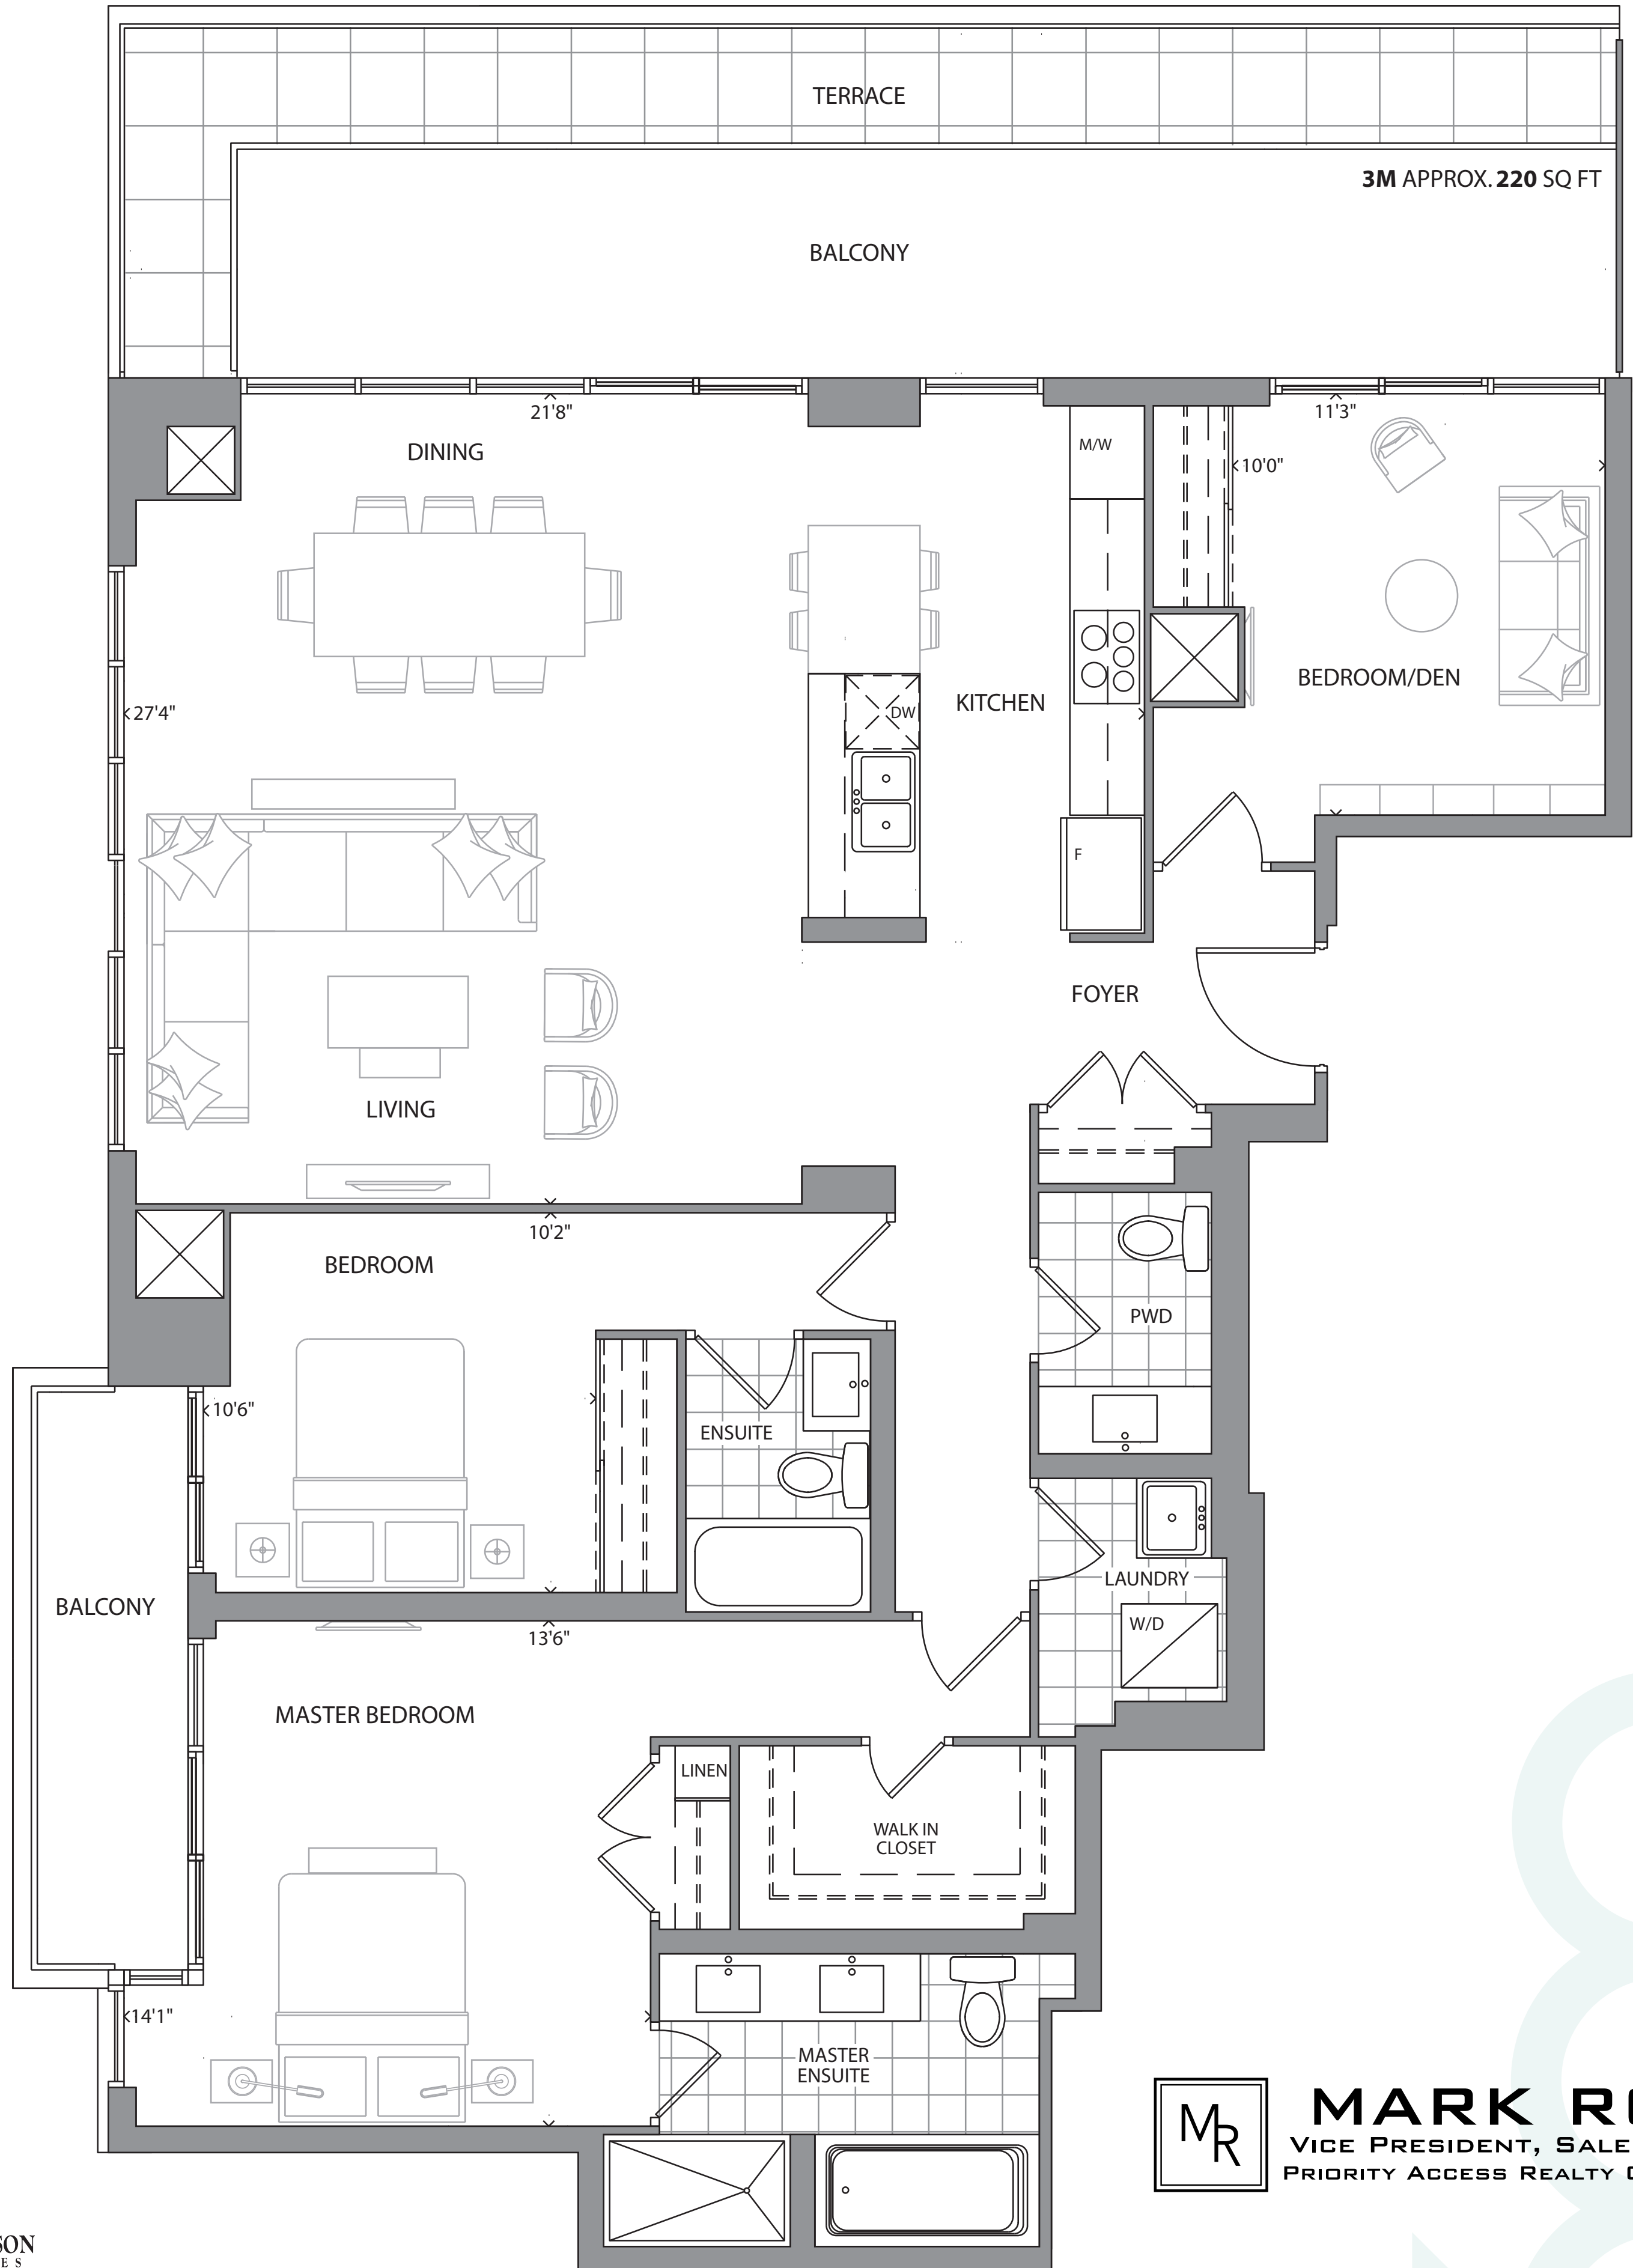 TERRACE
3M APPROX. 220 SQ FT
BALCONY
21'8"
11'3"
DINING
M/W
10'0"
BEDROOM/DEN
KITCHEN
DW
27'4"
F
FOYER
LIVING
10'2"
BEDROOM
PWD
10'6"
ENSUITE
LAUNDRY
BALCONY
W/D
13'6"
MASTER BEDROOM
LINEN
WALK IN
CLOSET
14'1"
MASTER
ENSUITE
MR
MARK
VICE PRESIDENT,
PRIORITY ACCESS REALTY